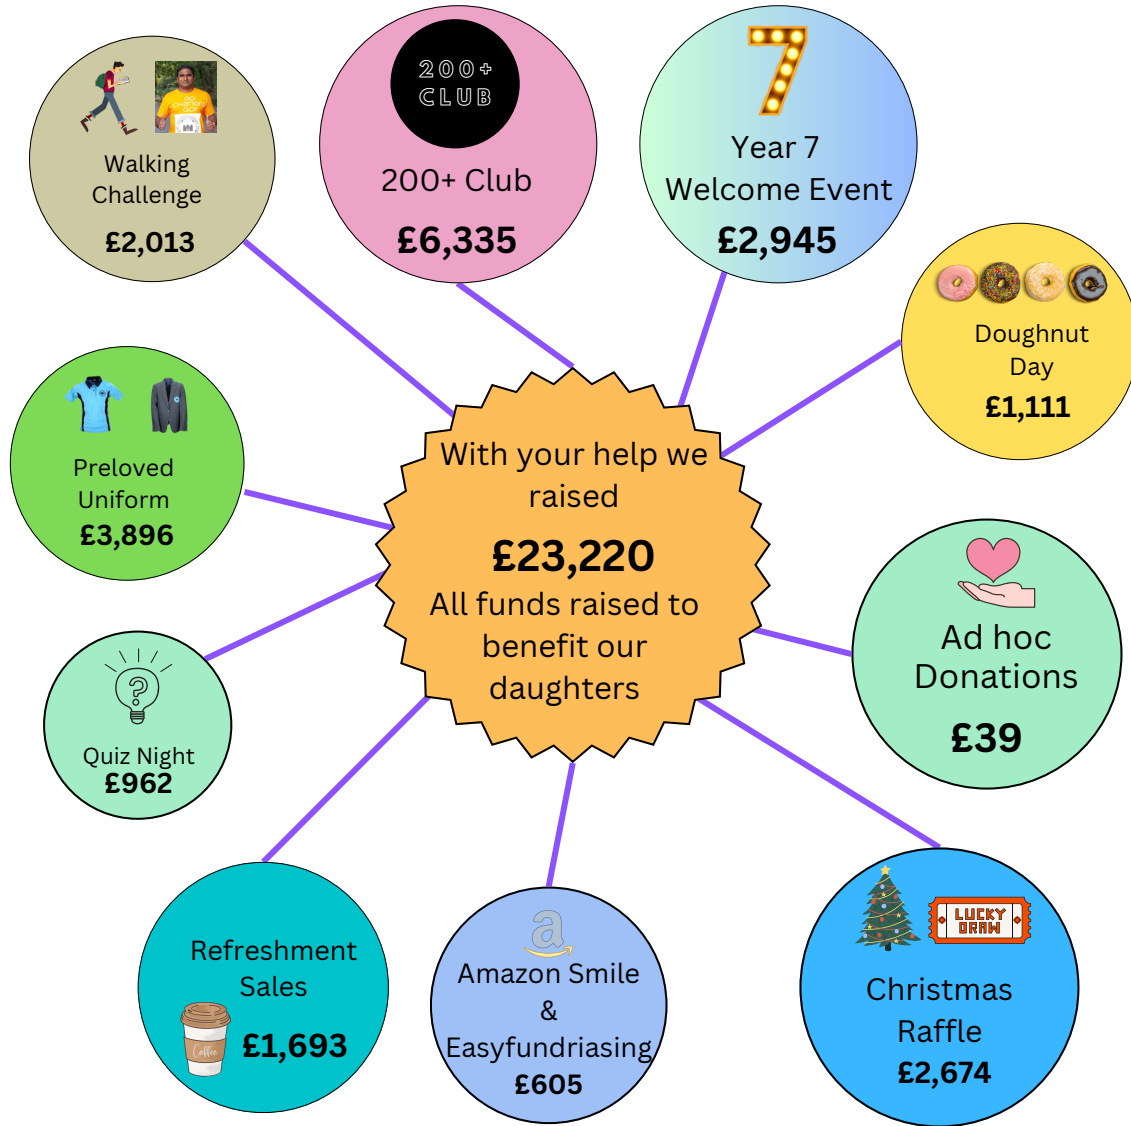 Walking
Challenge
£2,013
200+
CLUB
200+ Club
£6,335
7
Year 7
Welcome Event
£2,945
Doughnut
Day
£1,111
Preloved
Uniform
£3,896
With your help we
raised
£23,220
All funds raised to
benefit our
daughters
Ad hoc
Donations
£39
?
Quiz Night
£962
Refreshment
Sales
Coffee
£1,693
a
Amazon Smile
&
Easyfundriasing
£605
LUCKY
DRAW
Christmas
Raffle
£2,674